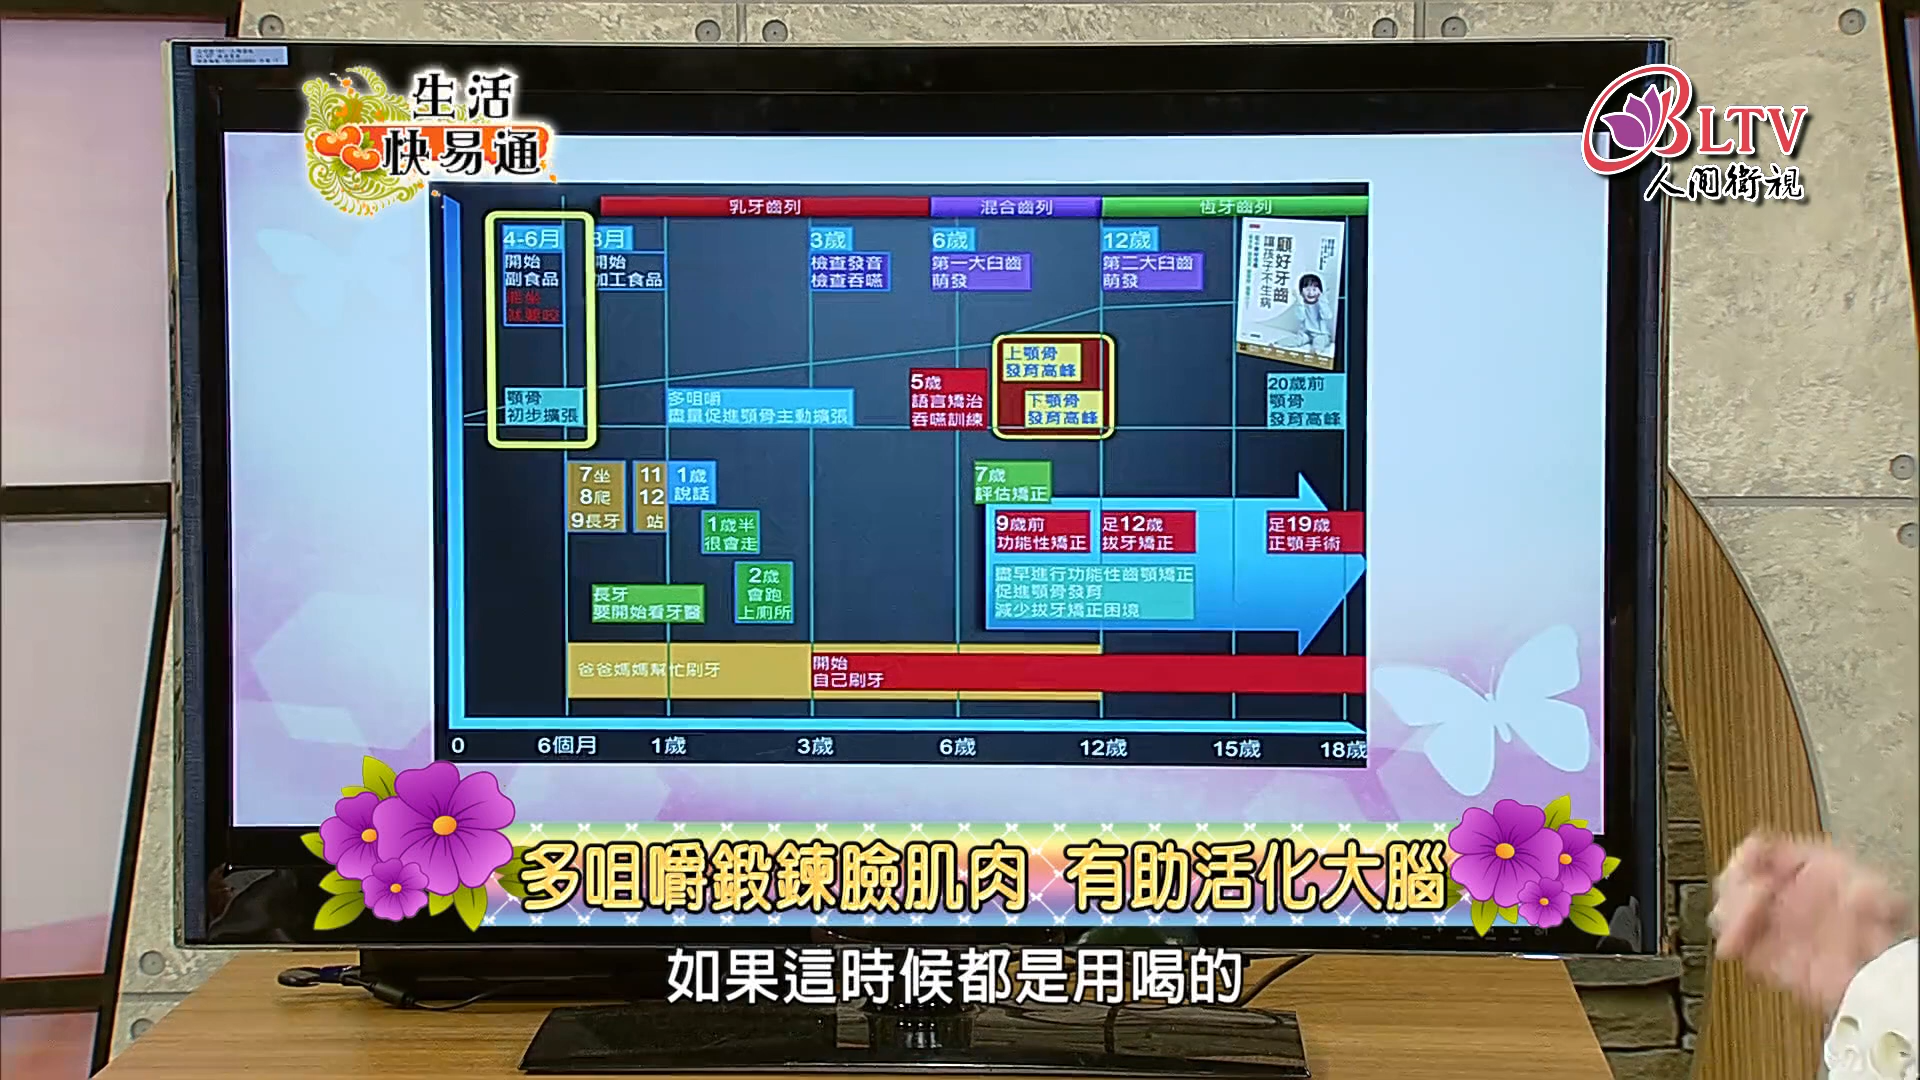 生活
快易通
BLTV
人間衛視
乳牙齒列
混合齒列
恆牙齒列
4-6月
開始
副食品
能坐
就要咬
8月
開始
加工食品
3歲
檢查發音
檢查吞嚥
6歲
第一大臼齒
萌發
12歲
第二大臼齒
萌發
顧好牙齒
讓孩子不生病
顎骨
初步擴張
多咀嚼
盡量促進顎骨主動擴張
5歲
語言矯治
吞嚥訓練
上顎骨
發育高峰
下顎骨
發育高峰
20歲前
顎骨
發育高峰
7坐
8爬
9長牙
11
12
站
1歲
說話
1歲半
很會走
2歲
會跑
上廁所
長牙
要開始看牙醫
7歲
評估矯正
9歲前
功能性矯正
足12歲
拔牙矯正
足19歲
正顎手術
盡早進行功能性齒顎矯正
促進顎骨發育
減少拔牙矯正困境
爸爸媽媽幫忙刷牙
開始
自己刷牙
0
6個月
1歲
3歲
6歲
12歲
15歲
18歲
多咀嚼鍛鍊臉肌肉 有助活化大腦
如果這時候都是用喝的